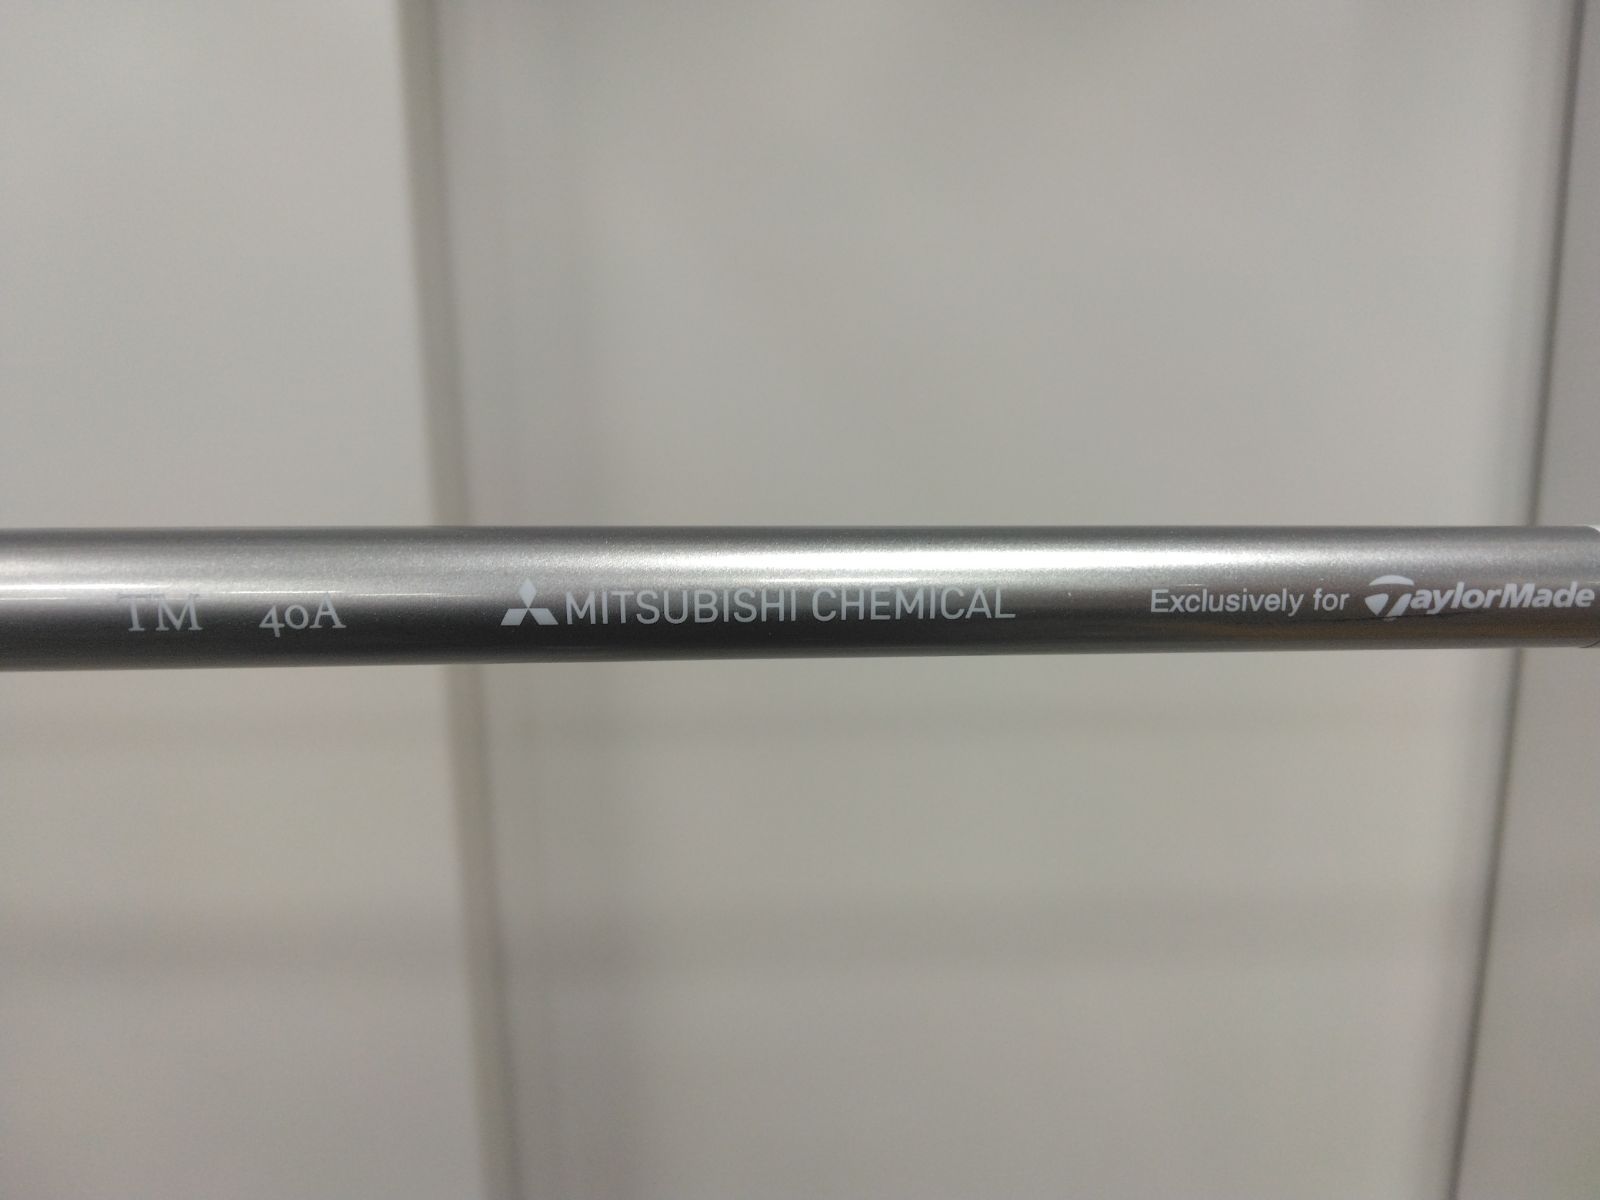 TM 40A MITSUBISHI CHEMICAL Exclusively for TaylorMade